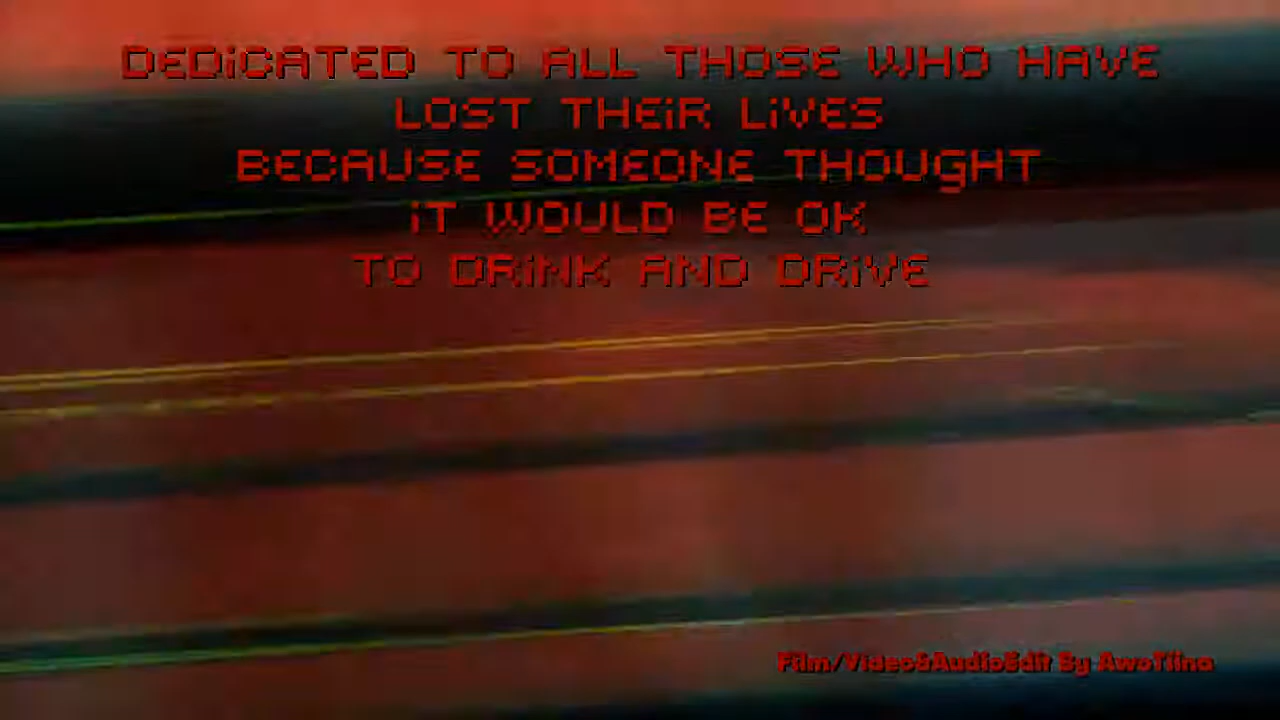 DEDiCATED TO ALL THOSE WHO HAVE
LOST THEiR LiVES
BECAUSE SOMEONE THOUGHT
iT WOULD BE OK
TO DRiNK AND DRiVE
Film/Video&AudioEdit By AwoTiina